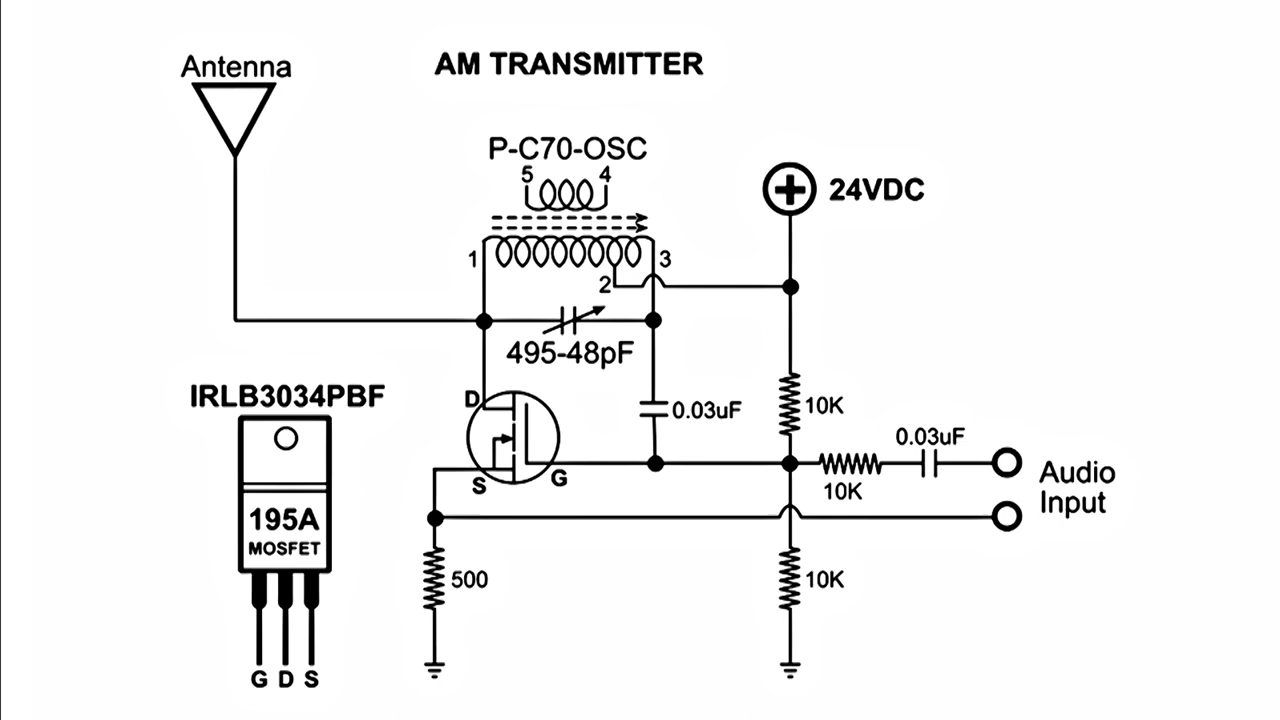 Antenna
AM TRANSMITTER
P-C70-OSC
5 4
24VDC
1 3
2
495-48pF
IRLB3034PBF
D
10K
0.03uF
0.03uF
S G
10K
Audio
Input
195A
MOSFET
500
10K
G D S